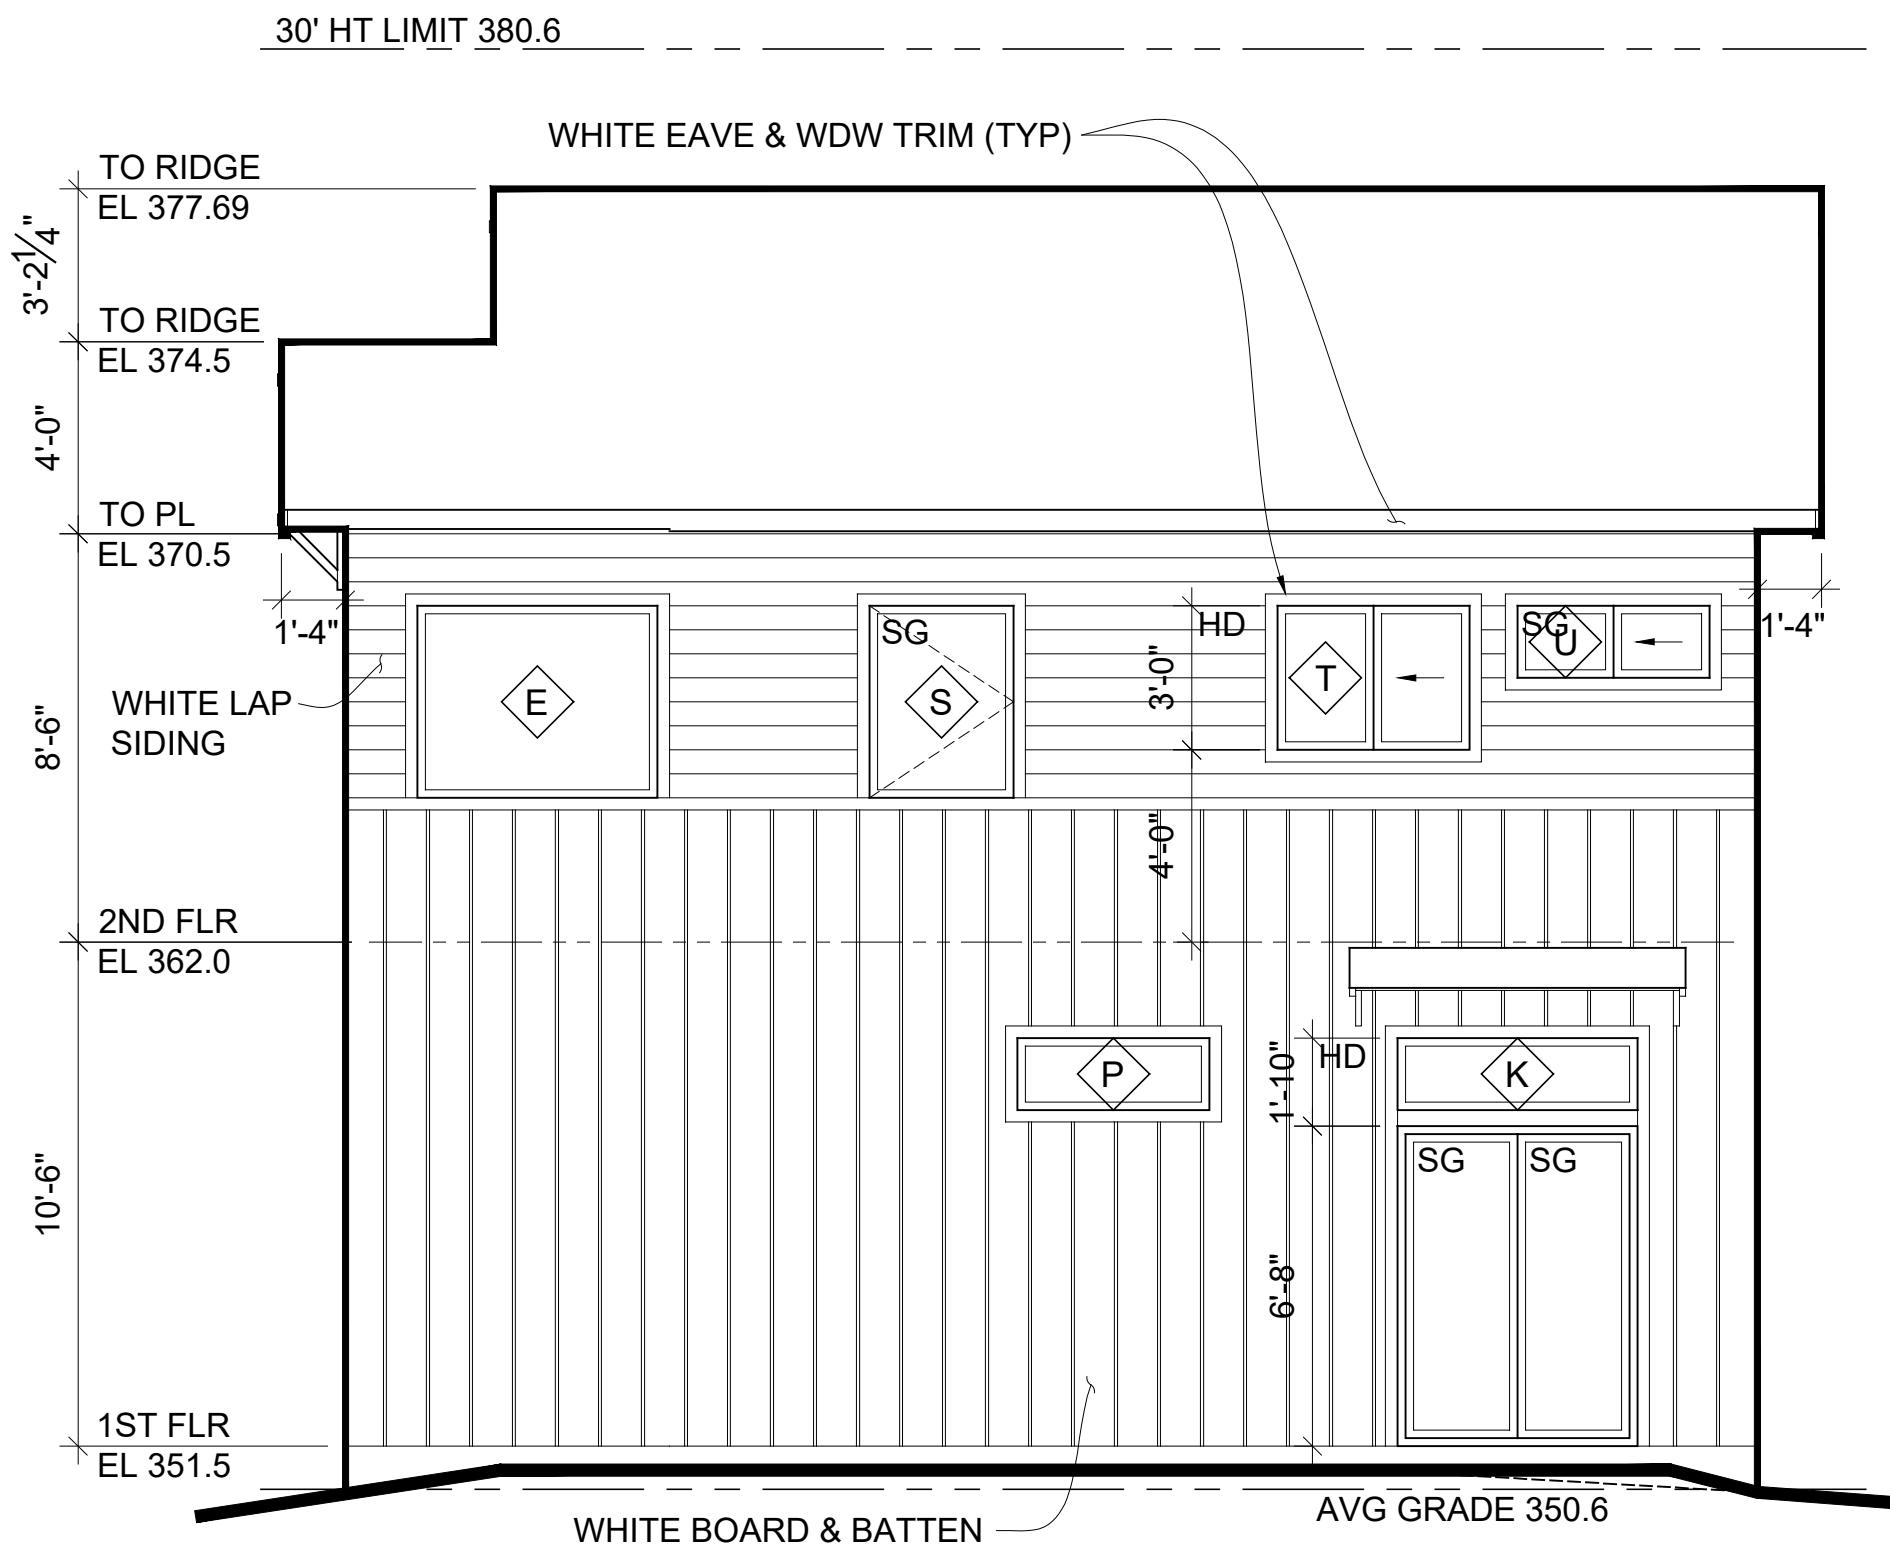 30' HT LIMIT 380.6
WHITE EAVE & WDW TRIM (TYP)
TO RIDGE
EL 377.69
3'-2 1/4"
TO RIDGE
EL 374.5
4'-0"
TO PL
EL 370.5
1'-4"
1'-4"
WHITE LAP
SIDING
8'-6"
E
SG
S
HD
3'-0"
T
SG
U
4'-0"
2ND FLR
EL 362.0
P
1'-10"
HD
K
SG SG
10'-6"
6'-8"
1ST FLR
EL 351.5
AVG GRADE 350.6
WHITE BOARD & BATTEN